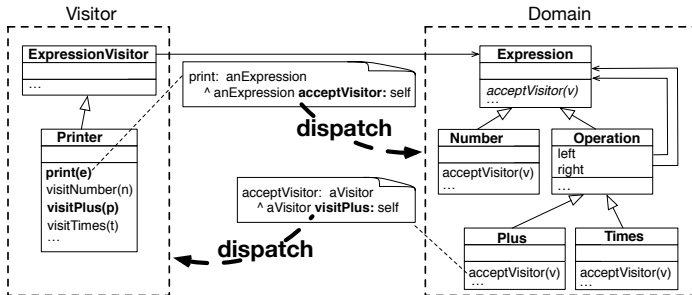 Visitor
Domain
ExpressionVisitor
...
Printer
print(e)
visitNumber(n)
visitPlus(p)
visitTimes(t)
...
print: anExpression
^ anExpression acceptVisitor: self
dispatch
acceptVisitor: aVisitor
^ aVisitor visitPlus: self
dispatch
Expression
acceptVisitor(v)
...
Number
acceptVisitor(v)
...
Operation
left
right
...
Plus
acceptVisitor(v)
...
Times
acceptVisitor(v)
...